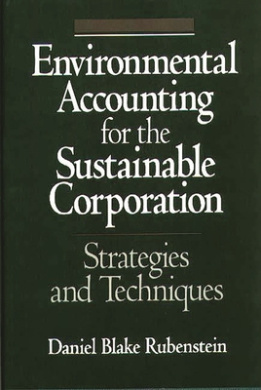 Environmental
Accounting
for the
Sustainable
Corporation
Strategies
and Techniques
Daniel Blake Rubenstein